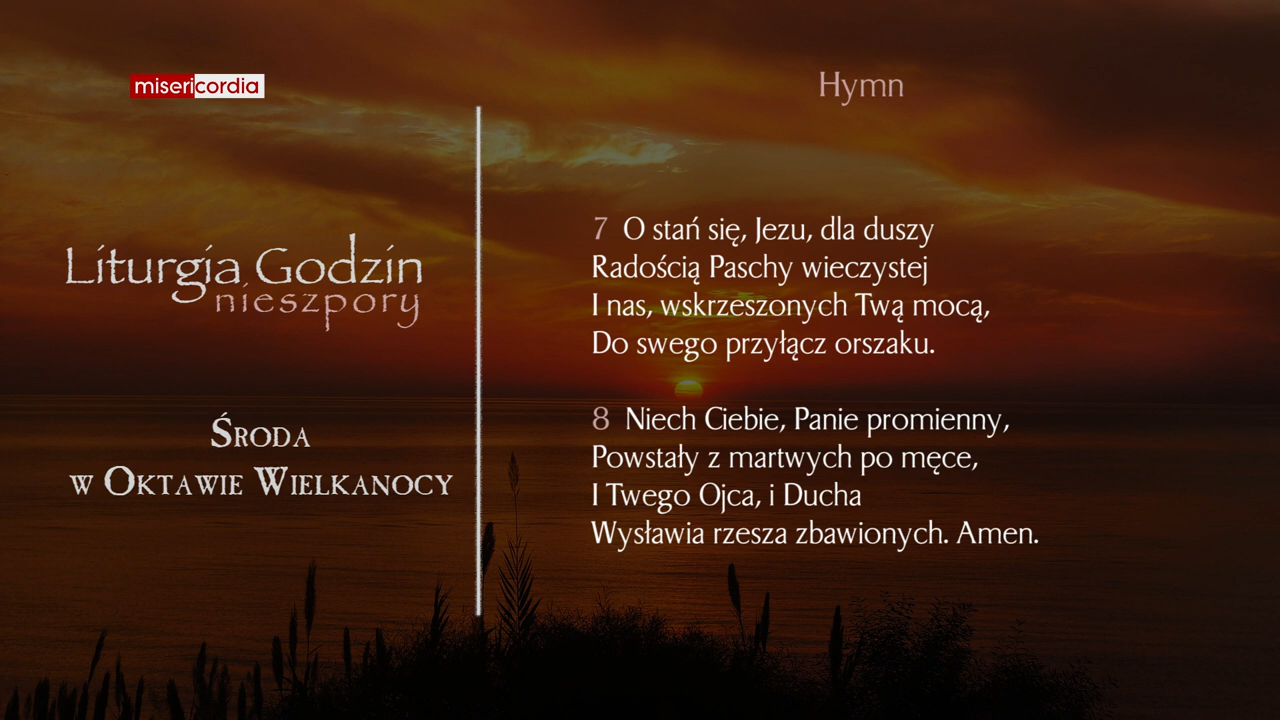 misericordia
Hymn
Liturgia Godzin
nieszpory
Środa
w Oktawie Wielkanocy
7 O stań się, Jezu, dla duszy
Radością Paschy wieczystej
I nas, wskrzeszonych Twą mocą,
Do swego przyłącz orszaku.
8 Niech Ciebie, Panie promienny,
Powstały z martwych po męce,
I Twego Ojca, i Ducha
Wysławia rzesza zbawionych. Amen.